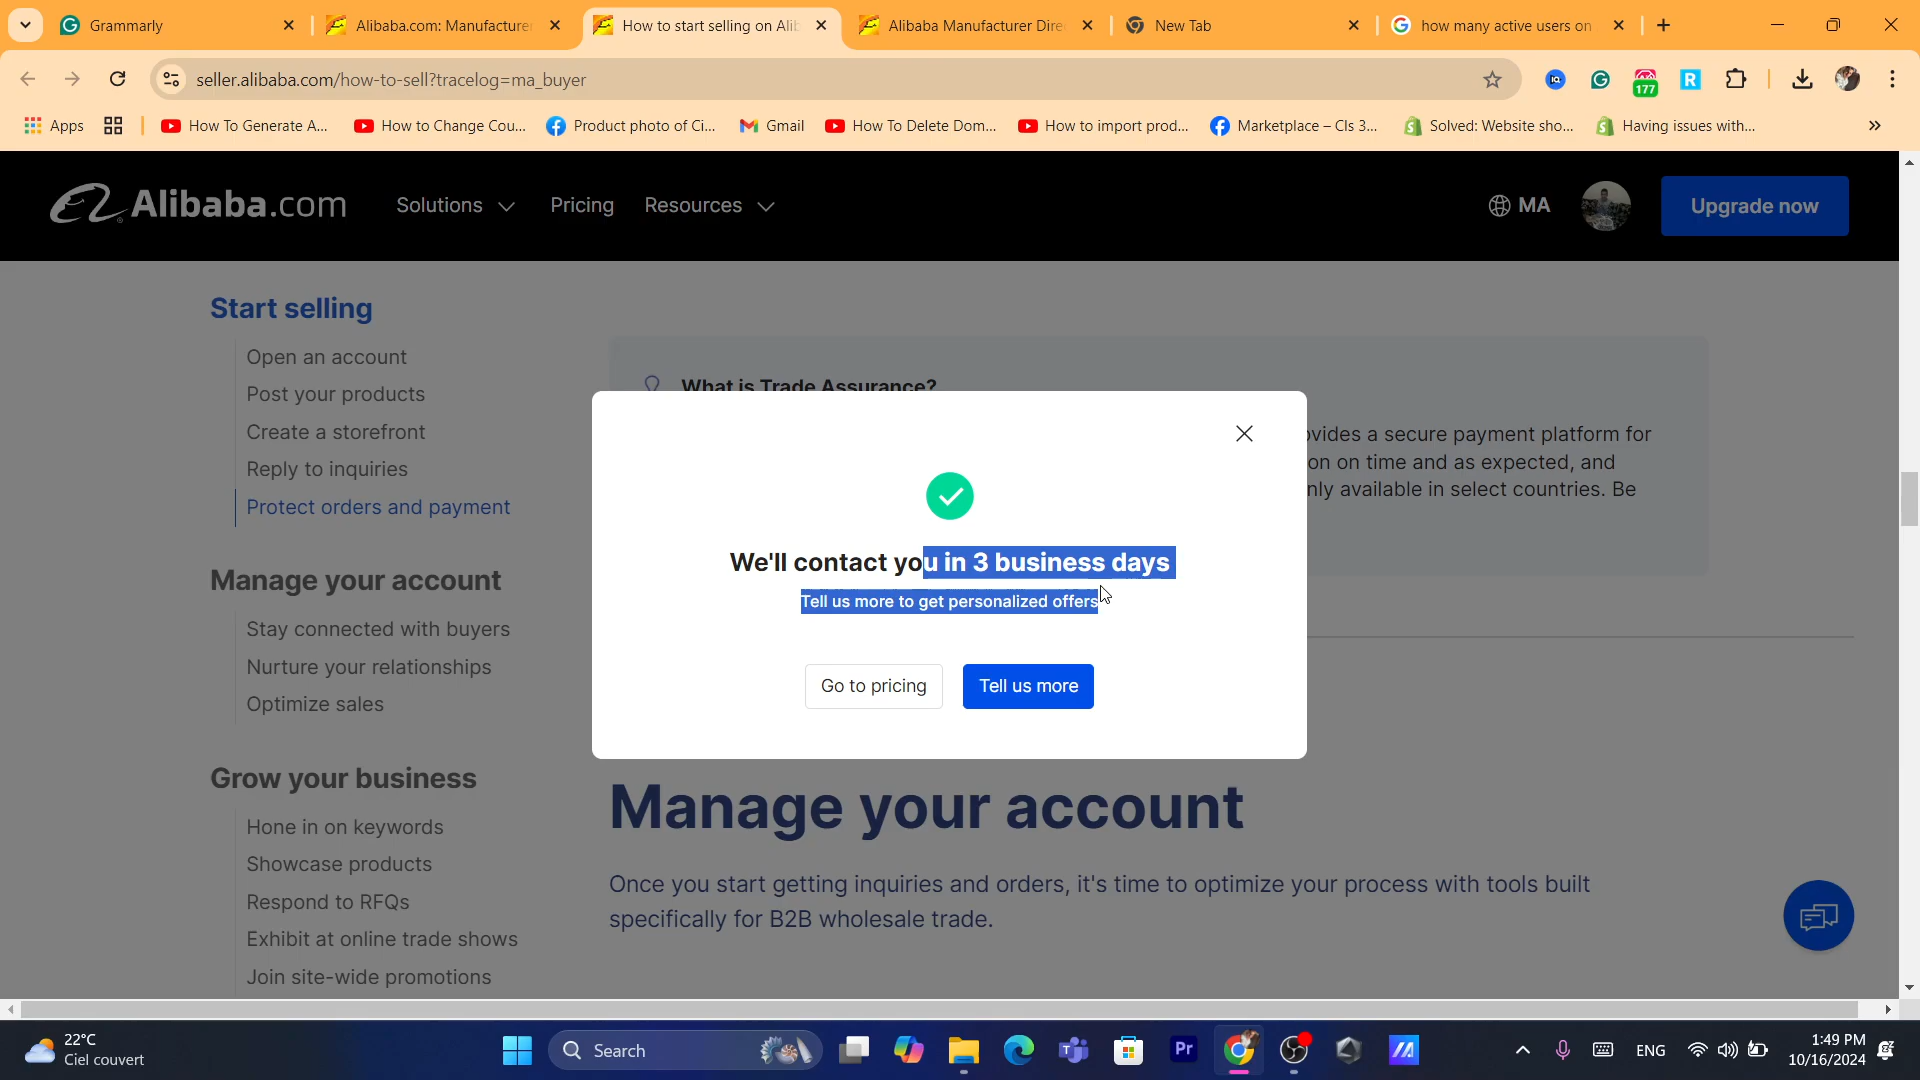 Grammarly
Alibaba.com: Manufacturer
How to start selling on Alib
Alibaba Manufacturer Dire
New Tab
how many active users on
seller.alibaba.com/how-to-sell?tracelog=ma_buyer
177
Apps
How To Generate A...
How to Change Cou...
Product photo of Ci...
Gmail
How To Delete Dom...
How to import prod...
Marketplace – Cls 3...
Solved: Website sho...
Having issues with...
Alibaba.com
Solutions
Pricing
Resources
MA
Upgrade now
Start selling
Open an account
Post your products
Create a storefront
Reply to inquiries
Protect orders and payment
Manage your account
Stay connected with buyers
Nurture your relationships
Optimize sales
Grow your business
Hone in on keywords
Showcase products
Respond to RFQs
Exhibit at online trade shows
Join site-wide promotions
What is Trade Assurance?
vides a secure payment platform for
on on time and as expected, and
nly available in select countries. Be
We'll contact you in 3 business days
Tell us more to get personalized offers
Go to pricing
Tell us more
Manage your account
Once you start getting inquiries and orders, it's time to optimize your process with tools built
specifically for B2B wholesale trade.
22°C
Ciel couvert
Search
Pr
ENG
1:49 PM
10/16/2024